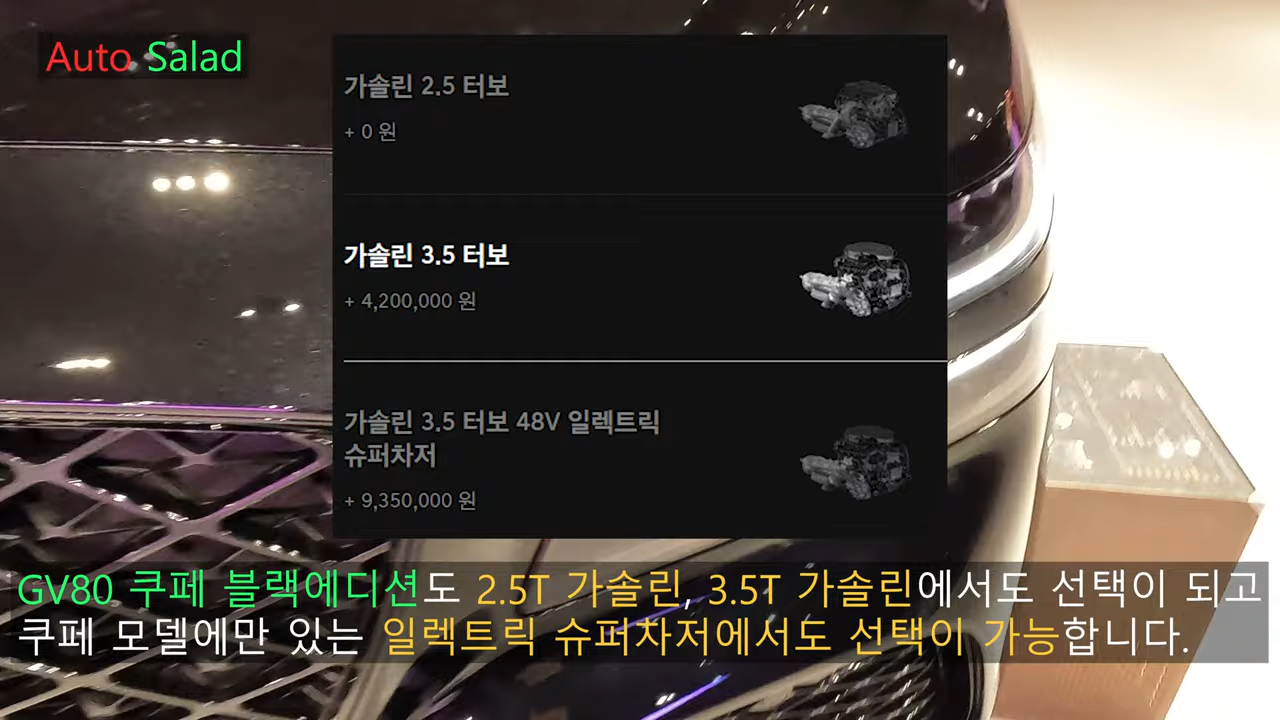 Auto Salad
가솔린 2.5 터보
+ 0 원
가솔린 3.5 터보
+ 4,200,000 원
가솔린 3.5 터보 48V 일렉트릭
슈퍼차저
+ 9,350,000 원
GV80 쿠페 블랙에디션도 2.5T 가솔린, 3.5T 가솔린에서도 선택이 되고
쿠페 모델에만 있는 일렉트릭 슈퍼차저에서도 선택이 가능합니다.